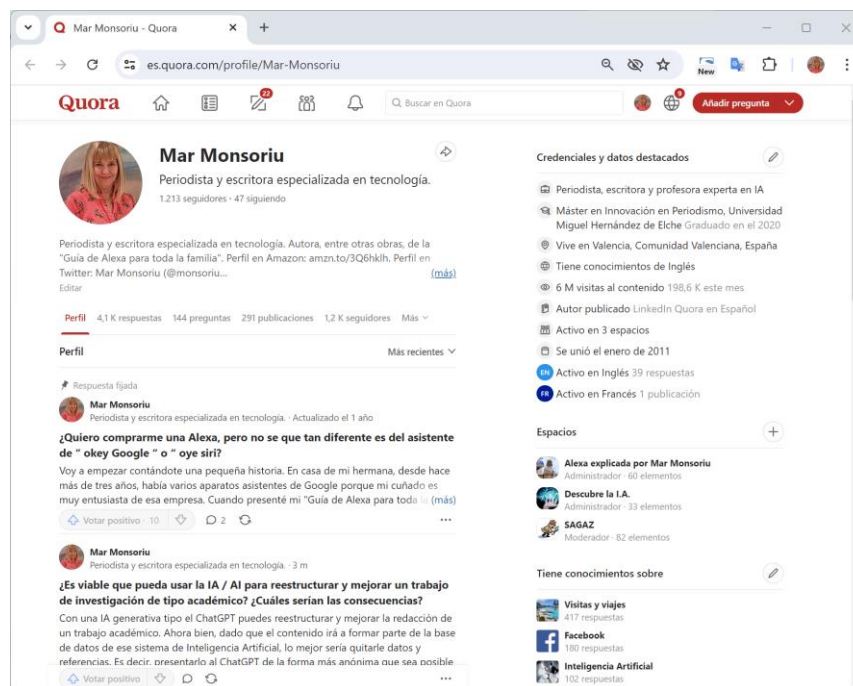 Mar Monsoriu - Quora
es.quora.com/profile/Mar-Monsoriu
New
Quora
22
Buscar en Quora
9
Añadir pregunta
Mar Monsoriu
Periodista y escritora especializada en tecnología.
1.213 seguidores · 47 siguiendo
Periodista y escritora especializada en tecnología. Autora, entre otras obras, de la
"Guía de Alexa para toda la familia". Perfil en Amazon: amzn.to/3Q6hklh. Perfil en
Twitter: Mar Monsoriu (@monsoriu... (más)
Editar
Perfil 4,1 K respuestas 144 preguntas 291 publicaciones 1,2 K seguidores Más
Perfil Más recientes
Respuesta fijada
Mar Monsoriu
Periodista y escritora especializada en tecnología. · Actualizado el 1 año
¿Quiero comprarme una Alexa, pero no se que tan diferente es del asistente
de “ okey Google ” o “ oye siri?
Voy a empezar contándote una pequeña historia. En casa de mi hermana, desde hace
más de tres años, había varios aparatos asistentes de Google porque mi cuñado es
muy entusiasta de esa empresa. Cuando presenté mi "Guía de Alexa para toda la (más)
Votar positivo · 10 2
Mar Monsoriu
Periodista y escritora especializada en tecnología. · 3 m
¿Es viable que pueda usar la IA / AI para reestructurar y mejorar un trabajo
de investigación de tipo académico? ¿Cuáles serían las consecuencias?
Con una IA generativa tipo el ChatGPT puedes reestructurar y mejorar la redacción de
un trabajo académico. Ahora bien, dado que el contenido irá a formar parte de la base
de datos de ese sistema de Inteligencia Artificial, lo mejor sería quitarle datos y
referencias. Es decir, presentarlo al ChatGPT de la forma más anónima que sea posible
Votar positivo
Credenciales y datos destacados
Periodista, escritora y profesora experta en IA
Máster en Innovación en Periodismo, Universidad
Miguel Hernández de Elche Graduado en el 2020
Vive en Valencia, Comunidad Valenciana, España
Tiene conocimientos de Inglés
6 M visitas al contenido 198,6 K este mes
Autor publicado LinkedIn Quora en Español
Activo en 3 espacios
Se unió el enero de 2011
EN Activo en Inglés 39 respuestas
FR Activo en Francés 1 publicación
Espacios
Alexa explicada por Mar Monsoriu
Administrador · 60 elementos
Descubre la I.A.
Administrador · 33 elementos
SAGAZ
Moderador · 82 elementos
Tiene conocimientos sobre
Visitas y viajes
417 respuestas
Facebook
180 respuestas
Inteligencia Artificial
102 respuestas